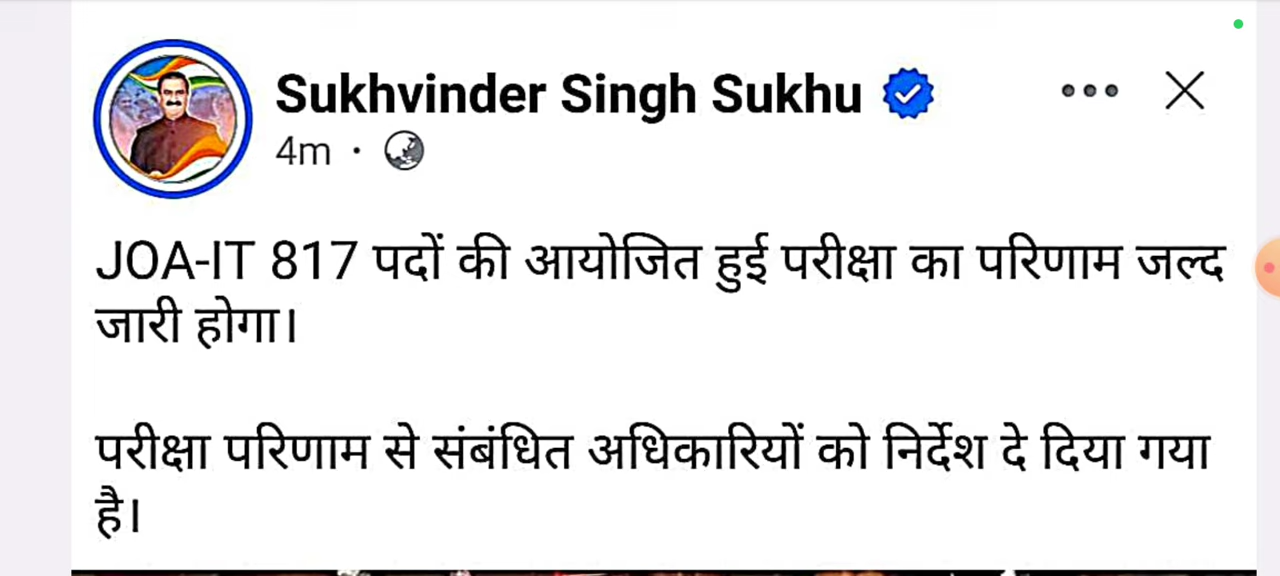 Sukhvinder Singh Sukhu
4m ·
JOA-IT 817 पदों की आयोजित हुई परीक्षा का परिणाम जल्द
जारी होगा।
परीक्षा परिणाम से संबंधित अधिकारियों को निर्देश दे दिया गया
है।